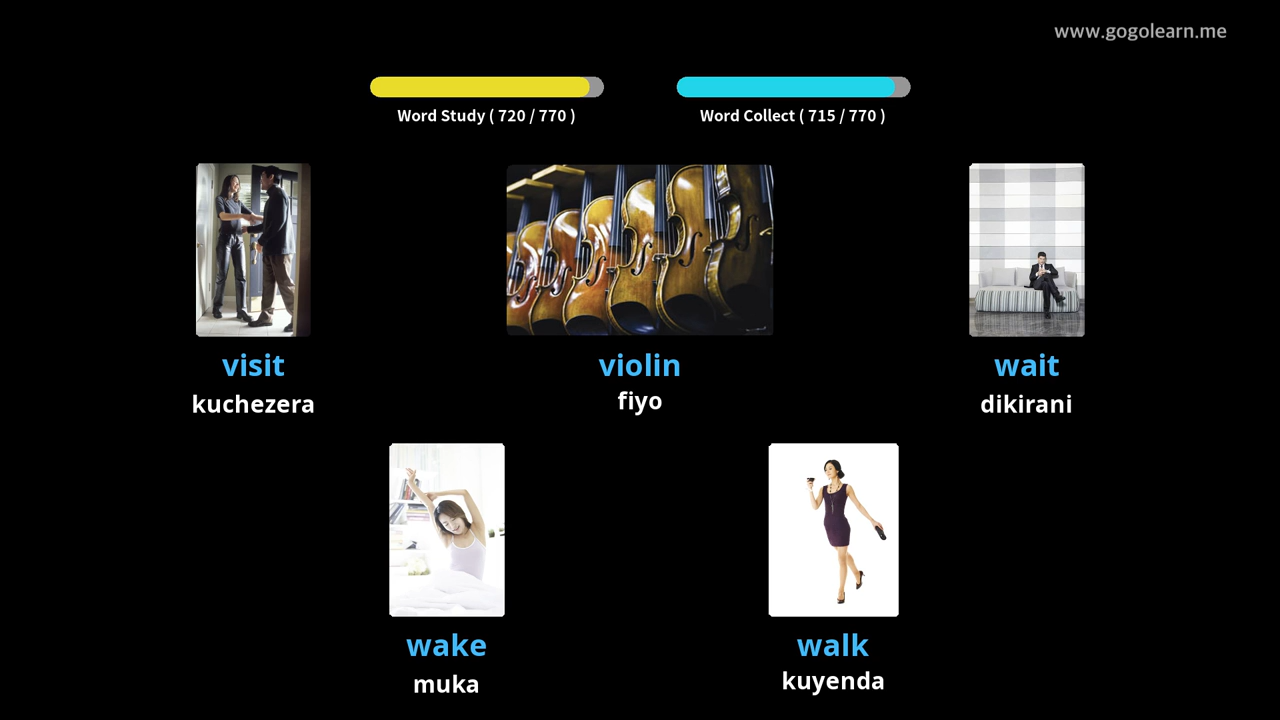 www.gogolearn.me
Word Study ( 720 / 770 )
Word Collect ( 715 / 770 )
visit
kuchezera
violin
fiyo
wait
dikirani
wake
muka
walk
kuyenda